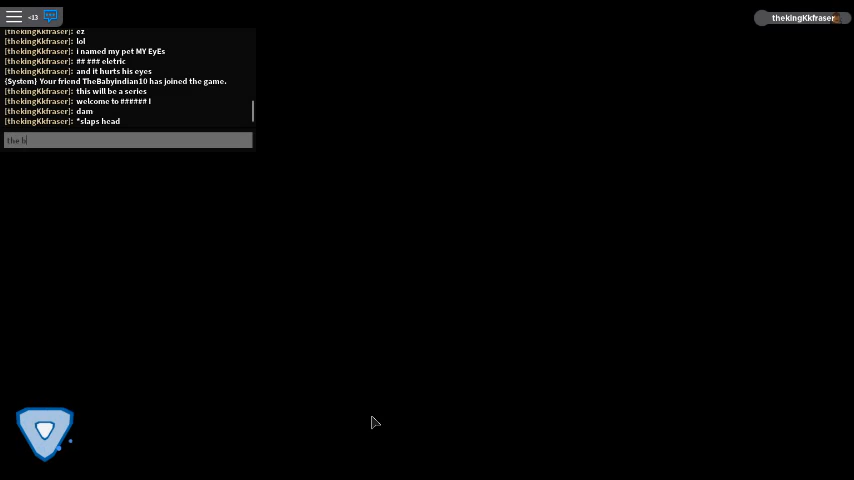 <13
thekingKkfraser
[thekingKkfraser]: ez
[thekingKkfraser]: lol
[thekingKkfraser]: i named my pet MY EyEs
[thekingKkfraser]: ## ### eletric
[thekingKkfraser]: and it hurts his eyes
{System} Your friend TheBabyindian10 has joined the game.
[thekingKkfraser]: this will be a series
[thekingKkfraser]: welcome to ###### !
[thekingKkfraser]: dam
[thekingKkfraser]: *slaps head
the b